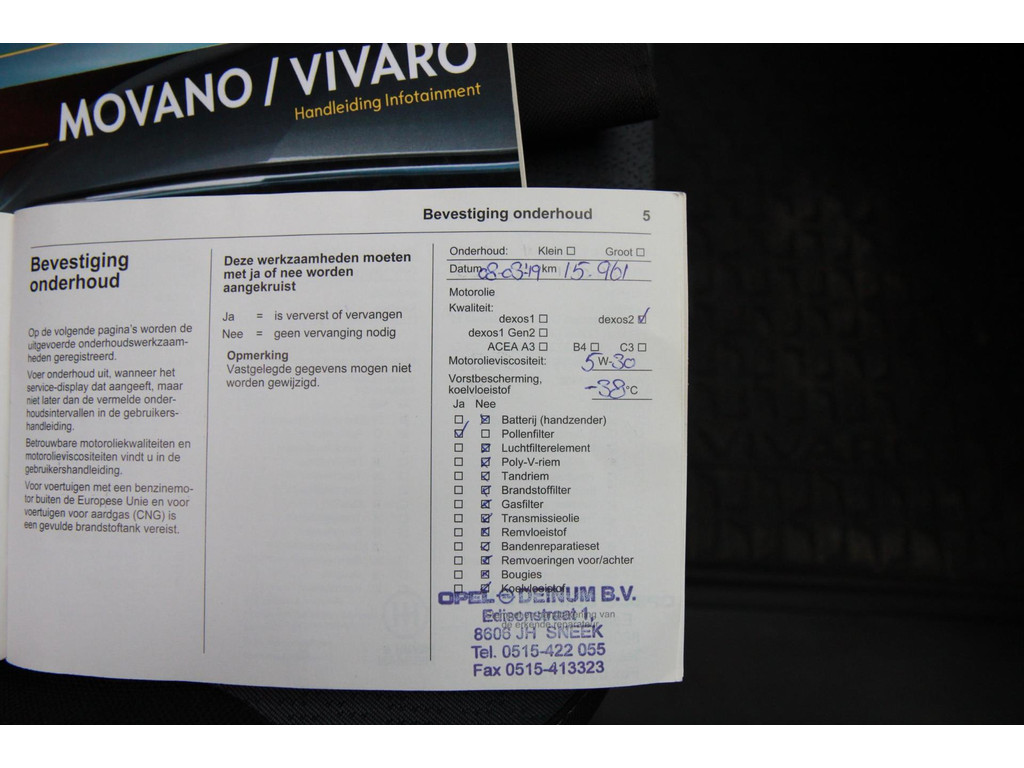 MOVANO / VIVARO
Handleiding Infotainment
Bevestiging onderhoud 5
Bevestiging
onderhoud
Op de volgende pagina's worden de
uitgevoerde onderhoudswerkzaam-
heden geregistreerd.
Voer onderhoud uit, wanneer het
service-display dat aangeeft, maar
niet later dan de vermelde onder-
houdsintervallen in de gebruikers-
handleiding.
Betrouwbare motoroliekwaliteiten en
motorolieviscositeiten vindt u in de
gebruikershandleiding.
Voor voertuigen met een benzinemo-
tor buiten de Europese Unie en voor
voertuigen voor aardgas (CNG) is
een gevulde brandstoftank vereist.
Deze werkzaamheden moeten
met ja of nee worden
aangekruist
Ja = is ververst of vervangen
Nee = geen vervanging nodig
Opmerking
Vastgelegde gegevens mogen niet
worden gewijzigd.
Onderhoud: Klein ☐ Groot ☐
Datum 08-03-'19 km 15.961
Motorolie
Kwaliteit:
dexos1 ☐ dexos2 ☑
dexos1 Gen2 ☐
ACEA A3 ☐ B4 ☐ C3 ☐
Motorolieviscositeit: 5 W-30
Vorstbescherming,
koelvloeistof -38 °C
Ja Nee
☐ ☑ Batterij (handzender)
☑ ☐ Pollenfilter
☐ ☑ Luchtfilterelement
☐ ☑ Poly-V-riem
☐ ☑ Tandriem
☐ ☑ Brandstoffilter
☐ ☑ Gasfilter
☐ ☑ Transmissieolie
☐ ☑ Remvloeistof
☐ ☑ Bandenreparatieset
☐ ☑ Remvoeringen voor/achter
☐ ☑ Bougies
☐ ☑ Koelvloeistof
OPEL DEINUM B.V.
Edisonstraat 1,
van
de erkende reparateur
8606 JH SNEEK
Tel. 0515-422 055
Fax 0515-413323